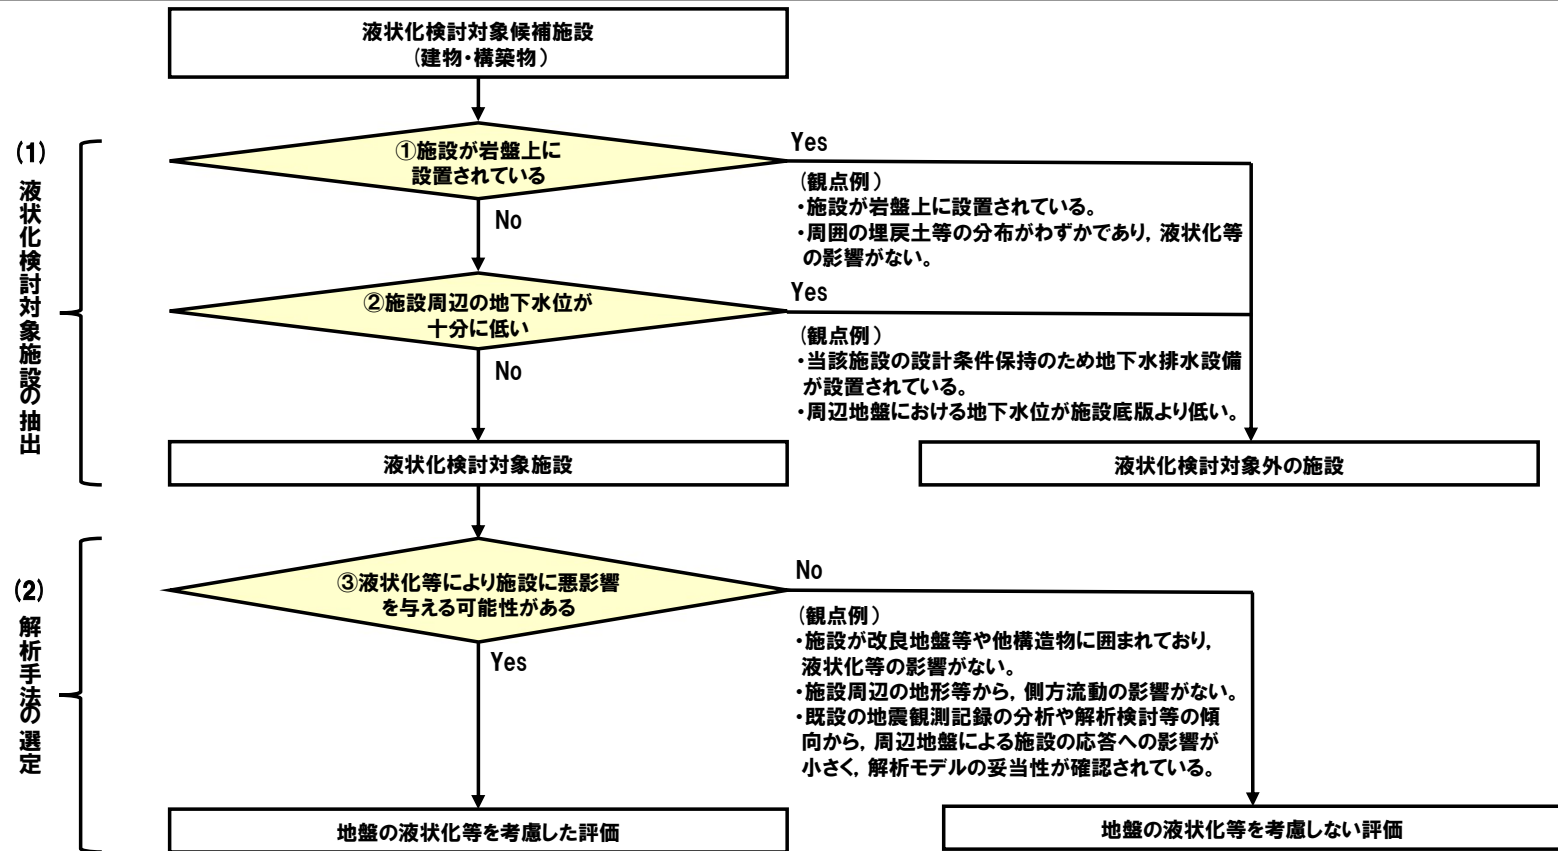 液状化検討対象候補施設
（建物・構築物）
(1)
液状化検討対象施設の抽出
①施設が岩盤上に
設置されている
Yes
（観点例）
・施設が岩盤上に設置されている。
・周囲の埋戻土等の分布がわずかであり，液状化等
の影響がない。
No
②施設周辺の地下水位が
十分に低い
Yes
（観点例）
・当該施設の設計条件保持のため地下水排水設備
が設置されている。
・周辺地盤における地下水位が施設底版より低い。
No
液状化検討対象施設
液状化検討対象外の施設
(2)
解析手法の選定
③液状化等により施設に悪影響
を与える可能性がある
No
（観点例）
・施設が改良地盤等や他構造物に囲まれており，
液状化等の影響がない。
・施設周辺の地形等から，側方流動の影響がない。
・既設の地震観測記録の分析や解析検討等の傾
向から，周辺地盤による施設の応答への影響が
小さく，解析モデルの妥当性が確認されている。
Yes
地盤の液状化等を考慮した評価
地盤の液状化等を考慮しない評価